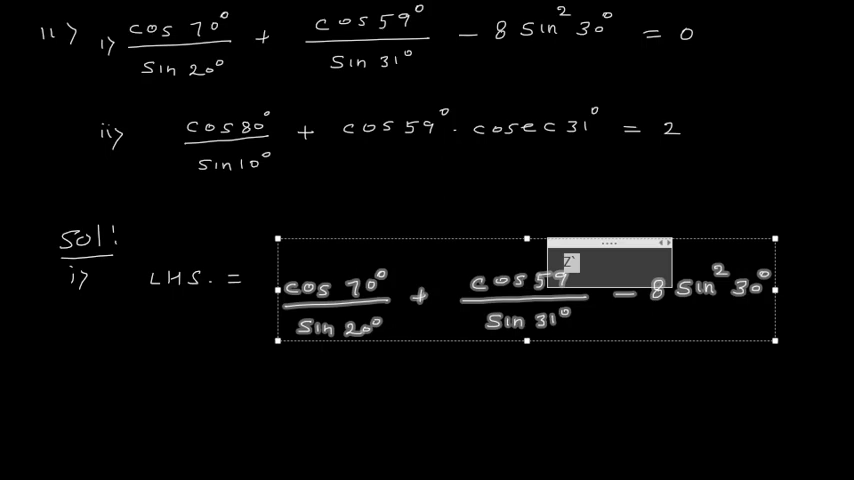 ii> i> cos 70° / sin 20° + cos 59° / sin 31° - 8 sin² 30° = 0
ii> cos 80° / sin 10° + cos 59° . cosec 31° = 2
Sol!
i> LHS. = cos 70° / sin 20° + cos 59 / sin 31° - 8 sin² 30°
Z`